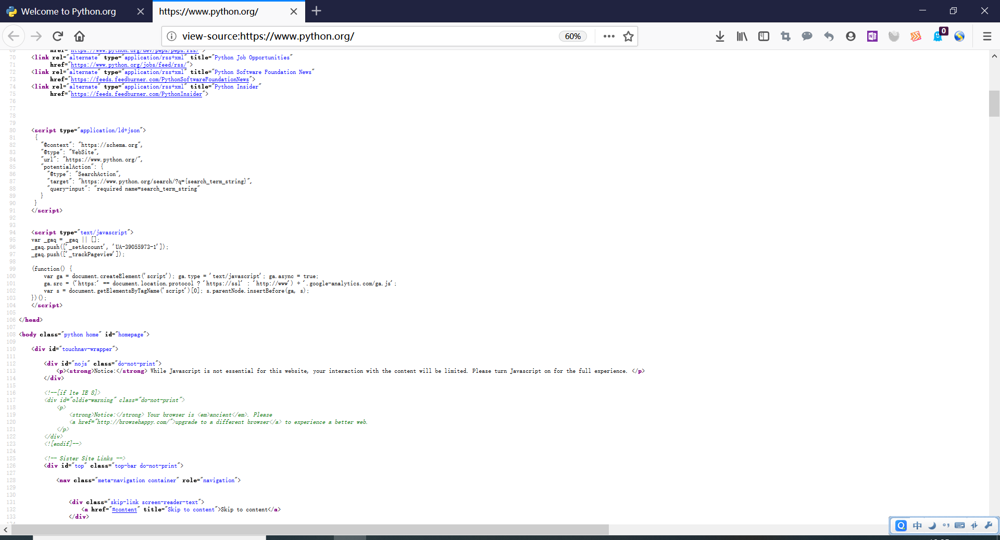 Welcome to Python.org
https://www.python.org/
view-source:https://www.python.org/
60%
0
69 href="https://www.python.org/dev/peps/peps.rss/">
70 <link rel="alternate" type="application/rss+xml" title="Python Job Opportunities"
71 href="https://www.python.org/jobs/feed/rss/">
72 <link rel="alternate" type="application/rss+xml" title="Python Software Foundation News"
73 href="https://feeds.feedburner.com/PythonSoftwareFoundationNews">
74 <link rel="alternate" type="application/rss+xml" title="Python Insider"
75 href="https://feeds.feedburner.com/PythonInsider">
76
77
78
79
80 <script type="application/ld+json">
81 {
82 "@context": "https://schema.org",
83 "@type": "WebSite",
84 "url": "https://www.python.org/",
85 "potentialAction": {
86 "@type": "SearchAction",
87 "target": "https://www.python.org/search/?q={search_term_string}",
88 "query-input": "required name=search_term_string"
89 }
90 }
91 </script>
92
93
94 <script type="text/javascript">
95 var _gaq = _gaq || [];
96 _gaq.push(['_setAccount', 'UA-39055973-1']);
97 _gaq.push(['_trackPageview']);
98
99 (function() {
100 var ga = document.createElement('script'); ga.type = 'text/javascript'; ga.async = true;
101 ga.src = ('https:' == document.location.protocol ? 'https://ssl' : 'http://www') + '.google-analytics.com/ga.js';
102 var s = document.getElementsByTagName('script')[0]; s.parentNode.insertBefore(ga, s);
103 })();
104 </script>
105
106 </head>
107
108 <body class="python home" id="homepage">
109
110 <div id="touchnav-wrapper">
111
112 <div id="nojs" class="do-not-print">
113 <p><strong>Notice:</strong> While Javascript is not essential for this website, your interaction with the content will be limited. Please turn Javascript on for the full experience. </p>
114 </div>
115
116 <!--[if lte IE 8]>
117 <div id="oldie-warning" class="do-not-print">
118 <p>
119 <strong>Notice:</strong> Your browser is <em>ancient</em>. Please
120 <a href="http://browsehappy.com/">upgrade to a different browser</a> to experience a better web.
121 </p>
122 </div>
123 <![endif]-->
124
125 <!-- Sister Site Links -->
126 <div id="top" class="top-bar do-not-print">
127
128 <nav class="meta-navigation container" role="navigation">
129
130
131 <div class="skip-link screen-reader-text">
132 <a href="#content" title="Skip to content">Skip to content</a>
133 </div>
中